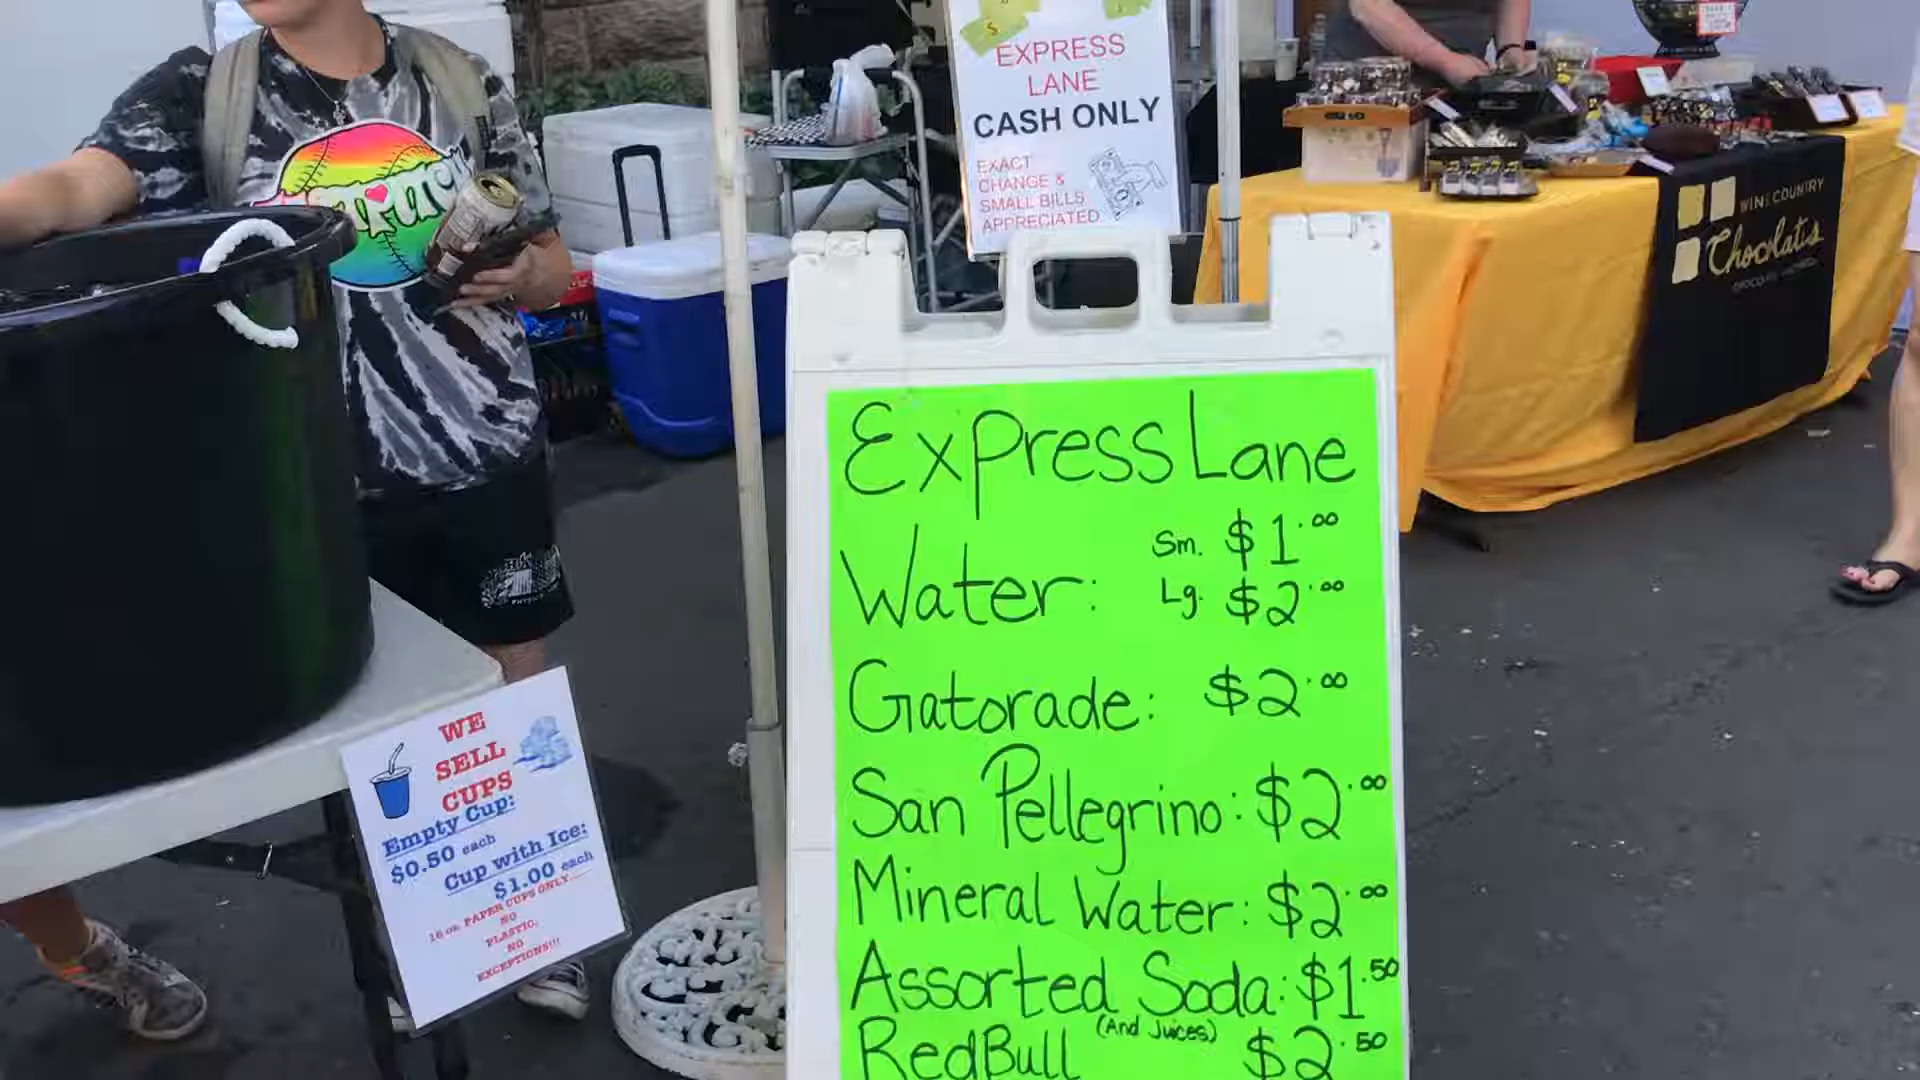 EXPRESS
LANE
CASH ONLY
EXACT
CHANGE &
SMALL BILLS
APPRECIATED
WINE COUNTRY
Chocolates
Express Lane
Water: Sm. $1.00
Lg. $2.00
Gatorade: $2.00
San Pellegrino: $2.00
Mineral Water: $2.00
Assorted Soda: $1.50
(And Juices)
RedBull $2.50
WE
SELL
CUPS
Empty Cup:
$0.50 each
Cup with Ice:
$1.00 each
16 oz. PAPER CUPS ONLY....
NO
PLASTIC,
NO
EXCEPTIONS!!!